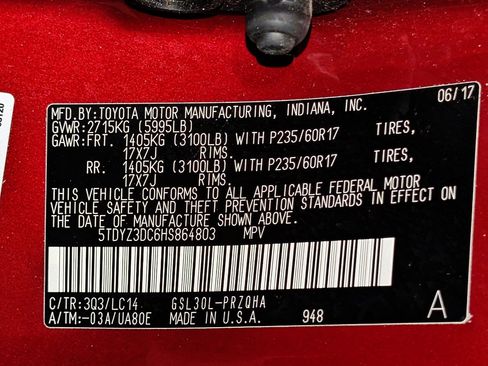 MFD.BY:TOYOTA MOTOR MANUFACTURING, INDIANA, INC. 06/17
GVWR:2715KG (5995LB)
GAWR:FRT. 1405KG (3100LB) WITH P235/60R17 TIRES,
17X7J RIMS.
RR. 1405KG (3100LB) WITH P235/60R17 TIRES,
17X7J RIMS.
THIS VEHICLE CONFORMS TO ALL APPLICABLE FEDERAL MOTOR
VEHICLE SAFETY AND THEFT PREVENTION STANDARDS IN EFFECT ON
THE DATE OF MANUFACTURE SHOWN ABOVE.
5TDYZ3DC6HS864803 MPV
C/TR:3Q3/LC14 GSL30L-PRZQHA
A/TM:-03A/UA80E MADE IN U.S.A. 948 A